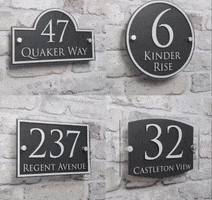 47
QUAKER WAY
6
KINDER
RISE
237
REGENT AVENUE
32
CASTLETON VIEW